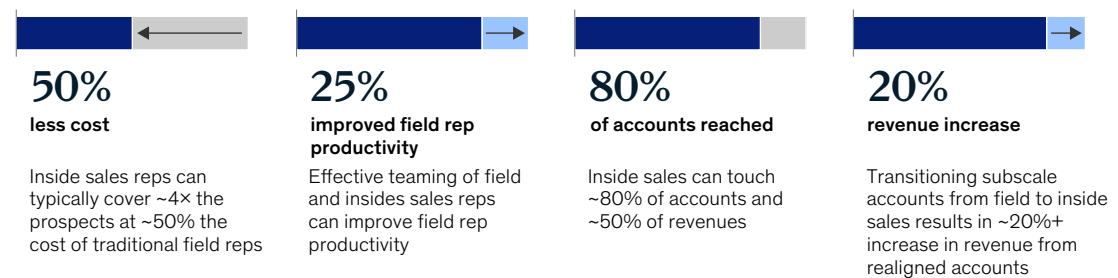 50%
less cost
Inside sales reps can
typically cover ~4× the
prospects at ~50% the
cost of traditional field reps
25%
improved field rep
productivity
Effective teaming of field
and insides sales reps
can improve field rep
productivity
80%
of accounts reached
Inside sales can touch
~80% of accounts and
~50% of revenues
20%
revenue increase
Transitioning subscale
accounts from field to inside
sales results in ~20%+
increase in revenue from
realigned accounts